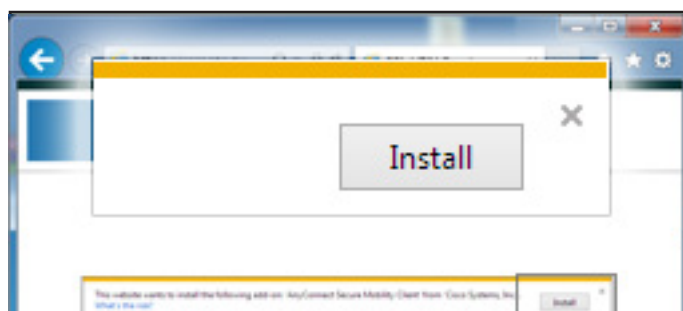 Install
This website wants to install the following add-on: 'AnyConnect Secure Mobility Client' from 'Cisco Systems, Inc.'
What's the risk?
Install